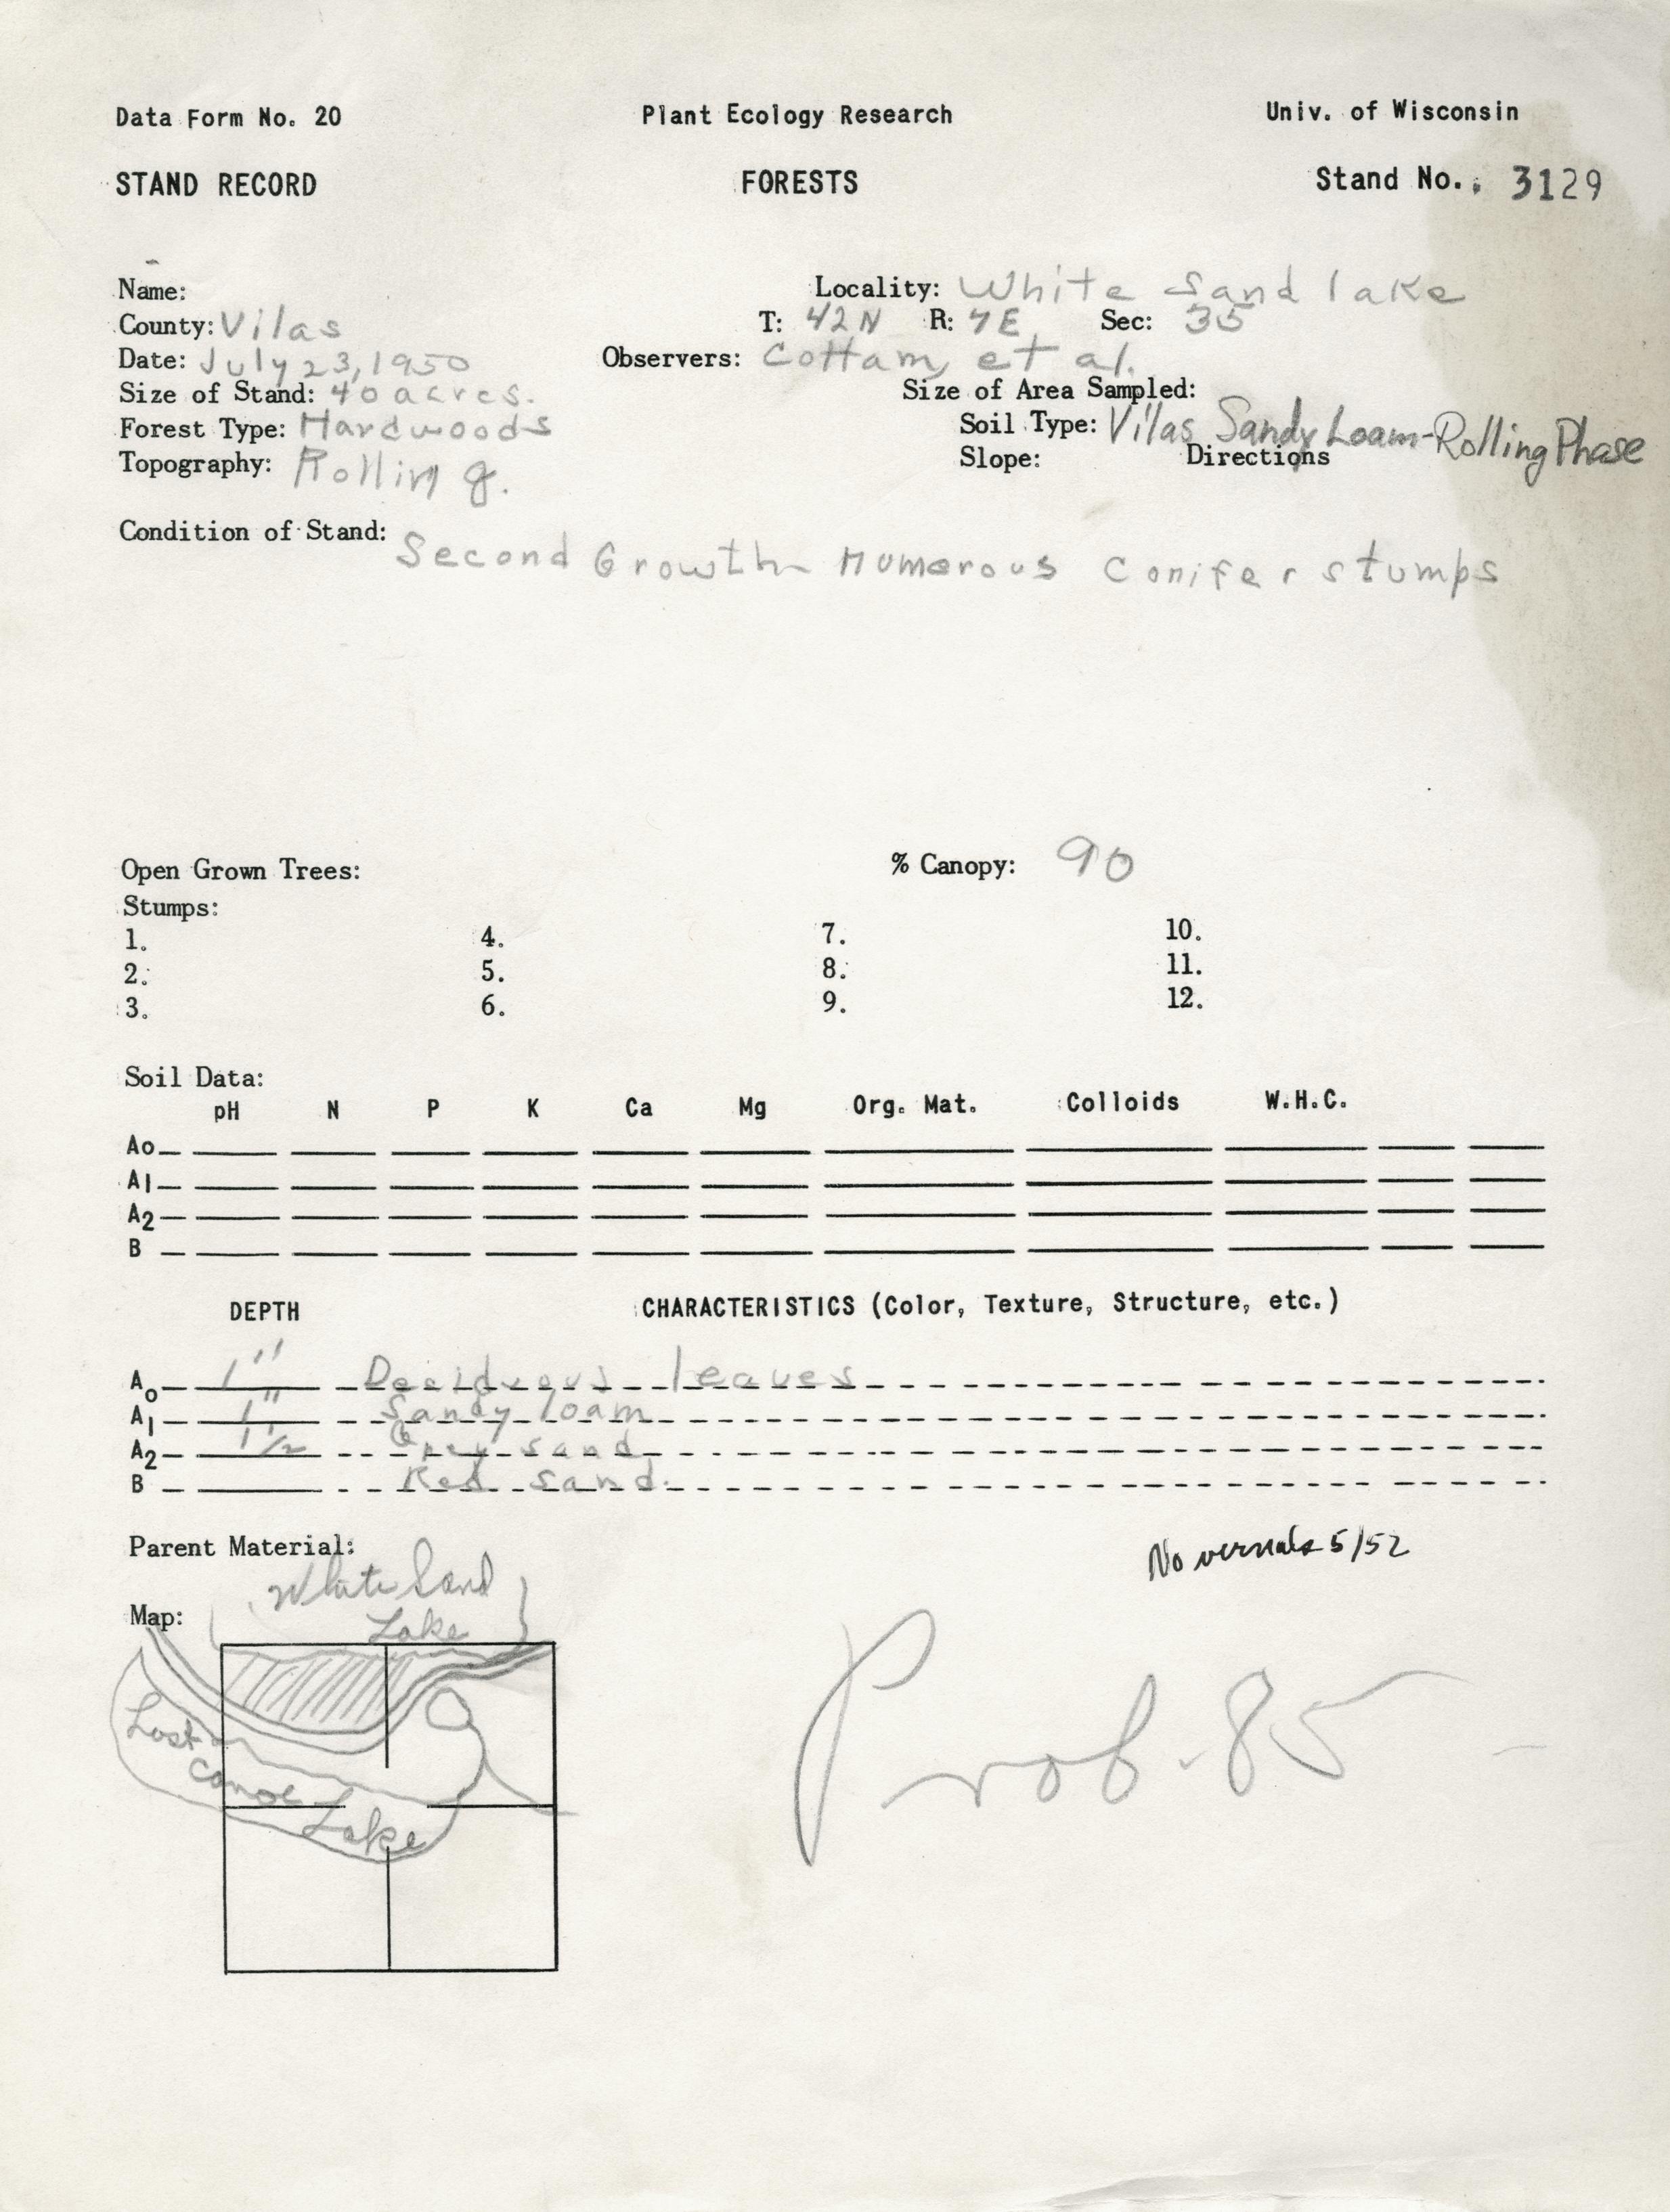 Data Form No. 20 Plant Ecology Research Univ. of Wisconsin
STAND RECORD FORESTS Stand No. 3129
Name: Locality: White Sand lake
County: Vilas T: 42N R: 7E Sec: 35
Date: July 23, 1950 Observers: Cottam, et al.
Size of Stand: 40 acres. Size of Area Sampled:
Forest Type: Hardwoods Soil Type: Vilas Sandy Loam-Rolling Phase
Topography: Rolling. Slope: Directions
Condition of Stand: Second Growth Numerous Conifer stumps
Open Grown Trees: % Canopy: 90
Stumps:
1. 4. 7. 10.
2. 5. 8. 11.
3. 6. 9. 12.
Soil Data:
pH N P K Ca Mg Org. Mat. Colloids W.H.C.
Ao
A1
A2
B
DEPTH CHARACTERISTICS (Color, Texture, Structure, etc.)
Ao 1" Deciduous leaves
A1 1" Sandy loam
A2 1 1/2 Grey sand
B Red sand.
Parent Material:
No vernals 5/52
Map:
White Sand
Lake
Lost
canoe
Lake
Prof. 85